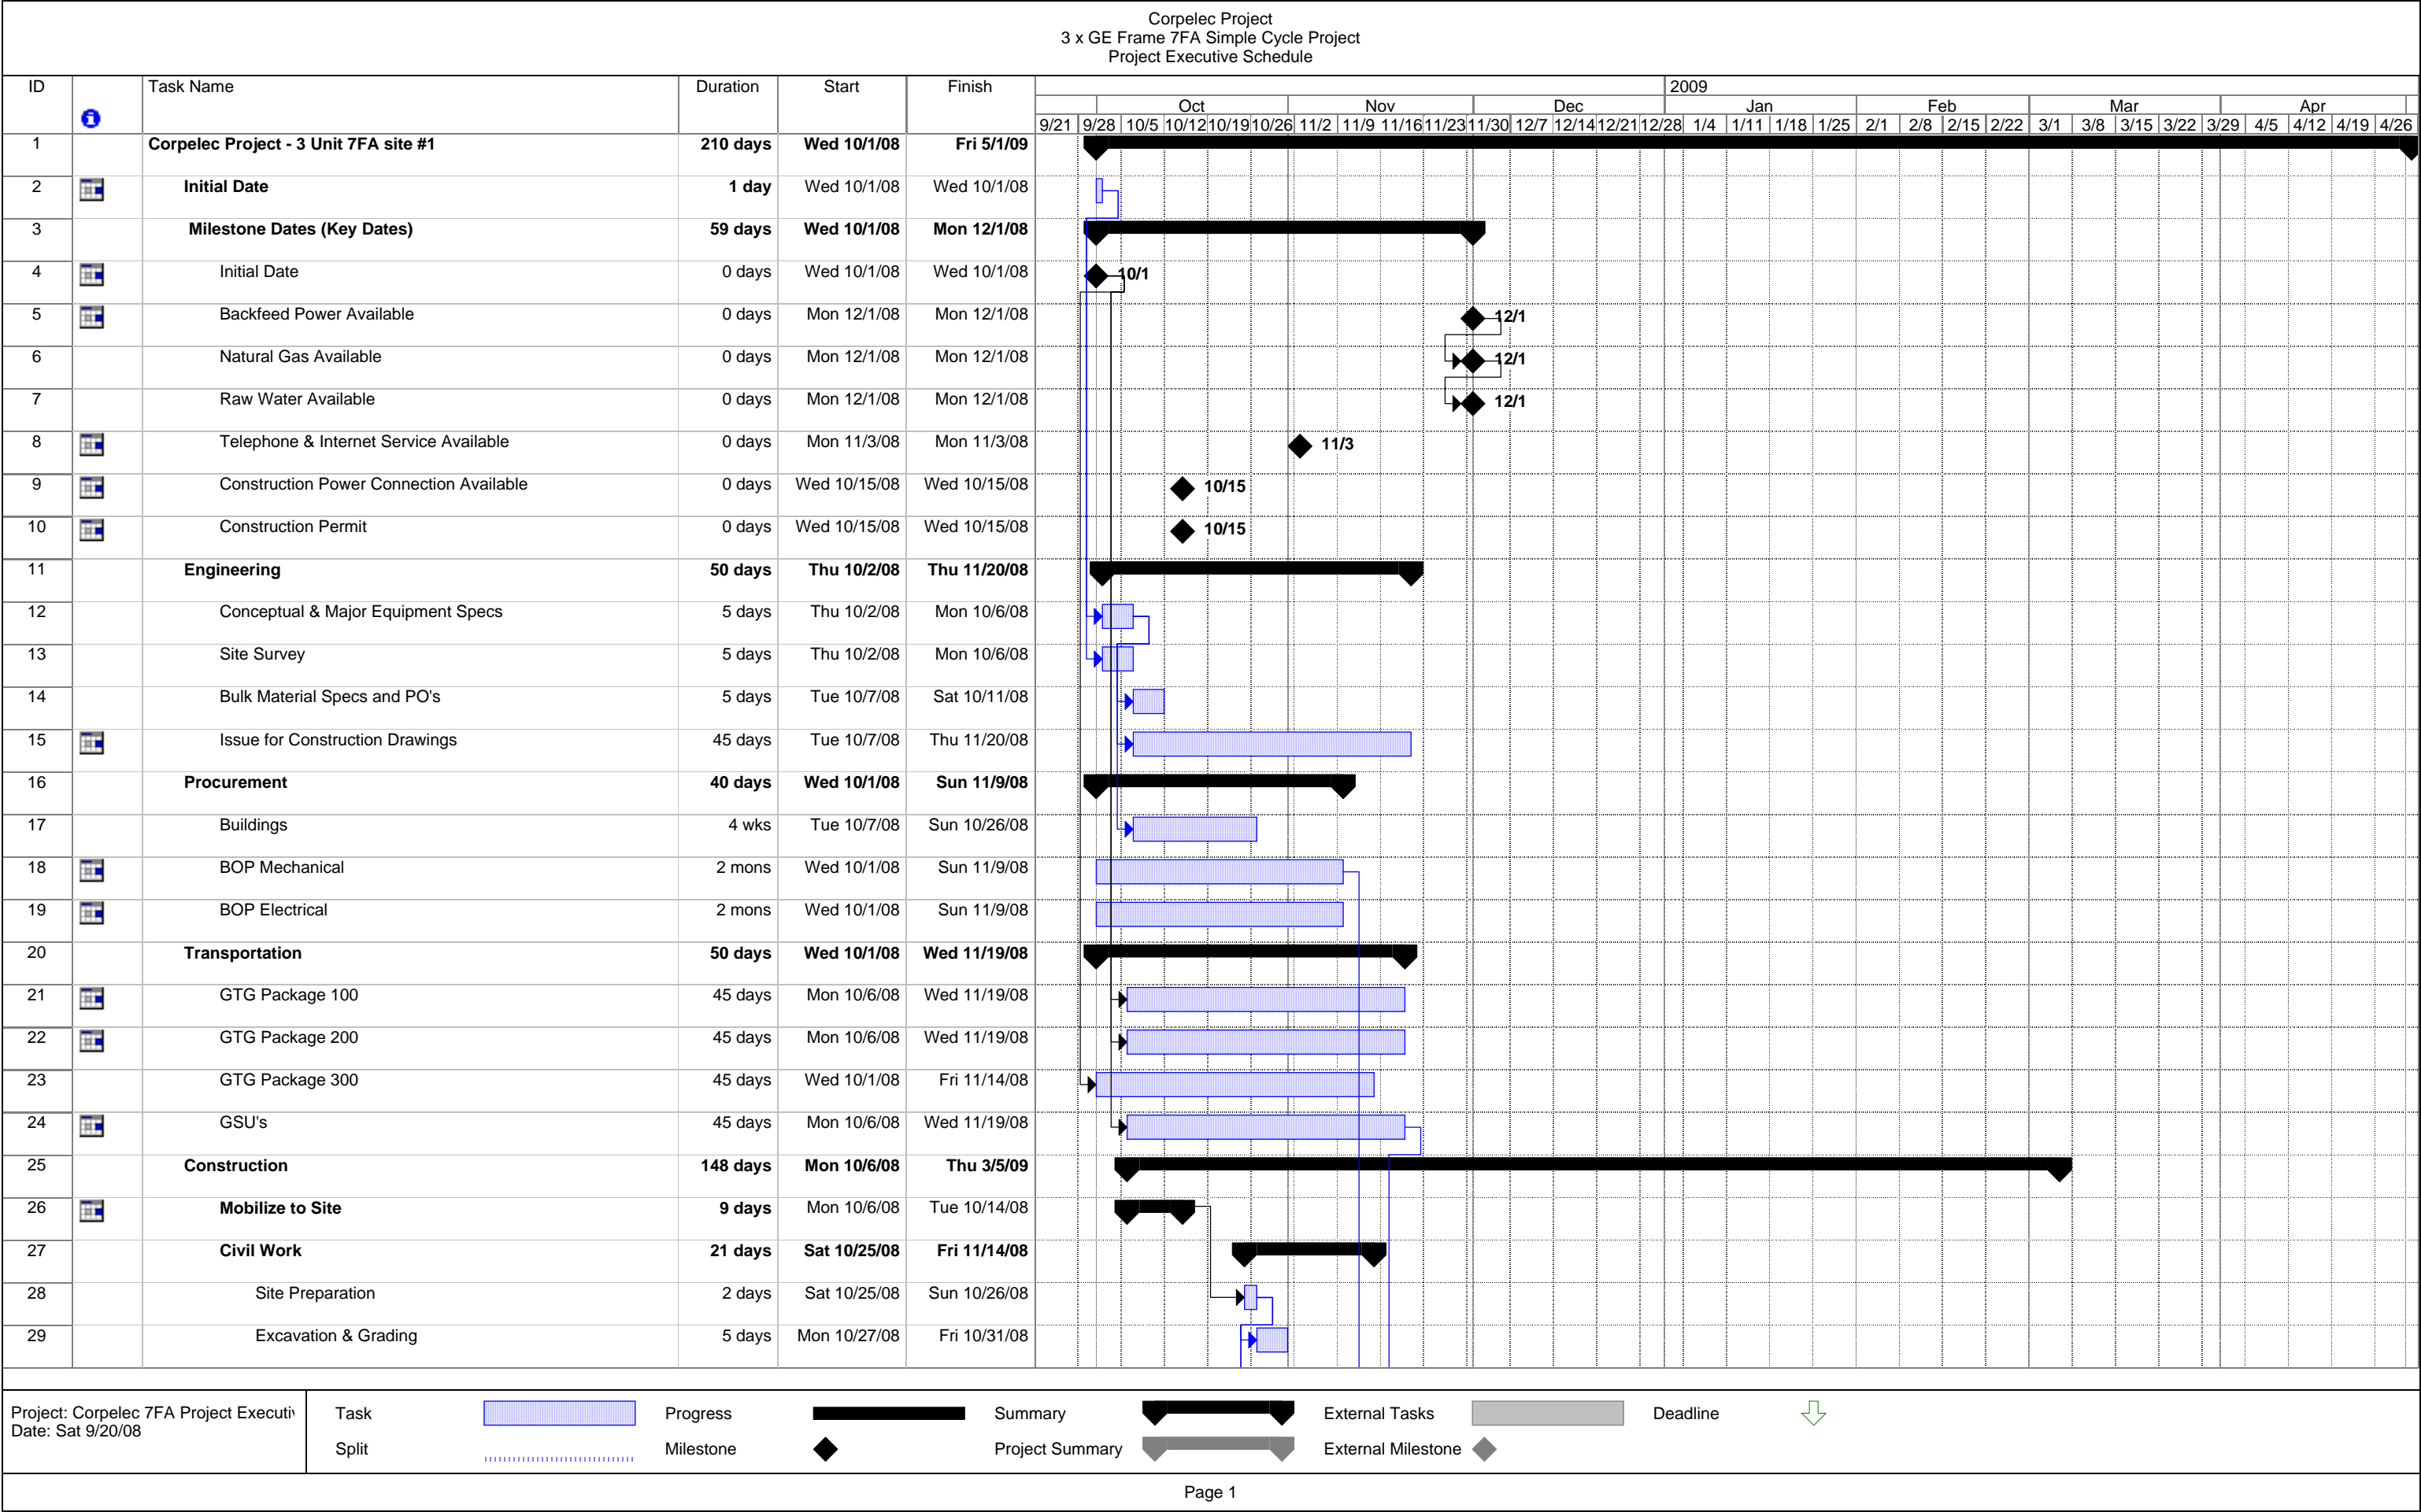 Corpelec Project
3 x GE Frame 7FA Simple Cycle Project
Project Executive Schedule
ID Task Name Duration Start Finish 2009
Oct Nov Dec Jan Feb Mar Apr
9/21 9/28 10/5 10/12 10/19 10/26 11/2 11/9 11/16 11/23 11/30 12/7 12/14 12/21 12/28 1/4 1/11 1/18 1/25 2/1 2/8 2/15 2/22 3/1 3/8 3/15 3/22 3/29 4/5 4/12 4/19 4/26
1 Corpelec Project - 3 Unit 7FA site #1 210 days Wed 10/1/08 Fri 5/1/09
2 Initial Date 1 day Wed 10/1/08 Wed 10/1/08
3 Milestone Dates (Key Dates) 59 days Wed 10/1/08 Mon 12/1/08
4 Initial Date 0 days Wed 10/1/08 Wed 10/1/08 10/1
5 Backfeed Power Available 0 days Mon 12/1/08 Mon 12/1/08 12/1
6 Natural Gas Available 0 days Mon 12/1/08 Mon 12/1/08 12/1
7 Raw Water Available 0 days Mon 12/1/08 Mon 12/1/08 12/1
8 Telephone & Internet Service Available 0 days Mon 11/3/08 Mon 11/3/08 11/3
9 Construction Power Connection Available 0 days Wed 10/15/08 Wed 10/15/08 10/15
10 Construction Permit 0 days Wed 10/15/08 Wed 10/15/08 10/15
11 Engineering 50 days Thu 10/2/08 Thu 11/20/08
12 Conceptual & Major Equipment Specs 5 days Thu 10/2/08 Mon 10/6/08
13 Site Survey 5 days Thu 10/2/08 Mon 10/6/08
14 Bulk Material Specs and PO's 5 days Tue 10/7/08 Sat 10/11/08
15 Issue for Construction Drawings 45 days Tue 10/7/08 Thu 11/20/08
16 Procurement 40 days Wed 10/1/08 Sun 11/9/08
17 Buildings 4 wks Tue 10/7/08 Sun 10/26/08
18 BOP Mechanical 2 mons Wed 10/1/08 Sun 11/9/08
19 BOP Electrical 2 mons Wed 10/1/08 Sun 11/9/08
20 Transportation 50 days Wed 10/1/08 Wed 11/19/08
21 GTG Package 100 45 days Mon 10/6/08 Wed 11/19/08
22 GTG Package 200 45 days Mon 10/6/08 Wed 11/19/08
23 GTG Package 300 45 days Wed 10/1/08 Fri 11/14/08
24 GSU's 45 days Mon 10/6/08 Wed 11/19/08
25 Construction 148 days Mon 10/6/08 Thu 3/5/09
26 Mobilize to Site 9 days Mon 10/6/08 Tue 10/14/08
27 Civil Work 21 days Sat 10/25/08 Fri 11/14/08
28 Site Preparation 2 days Sat 10/25/08 Sun 10/26/08
29 Excavation & Grading 5 days Mon 10/27/08 Fri 10/31/08
Project: Corpelec 7FA Project Executiv
Date: Sat 9/20/08
Task Progress Summary External Tasks Deadline
Split Milestone Project Summary External Milestone
Page 1